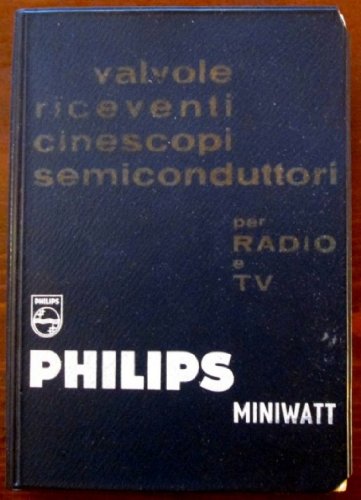 valvole
riceventi
cinescopi
semiconduttori
per
RADIO
e
TV
PHILIPS
PHILIPS
MINIWATT